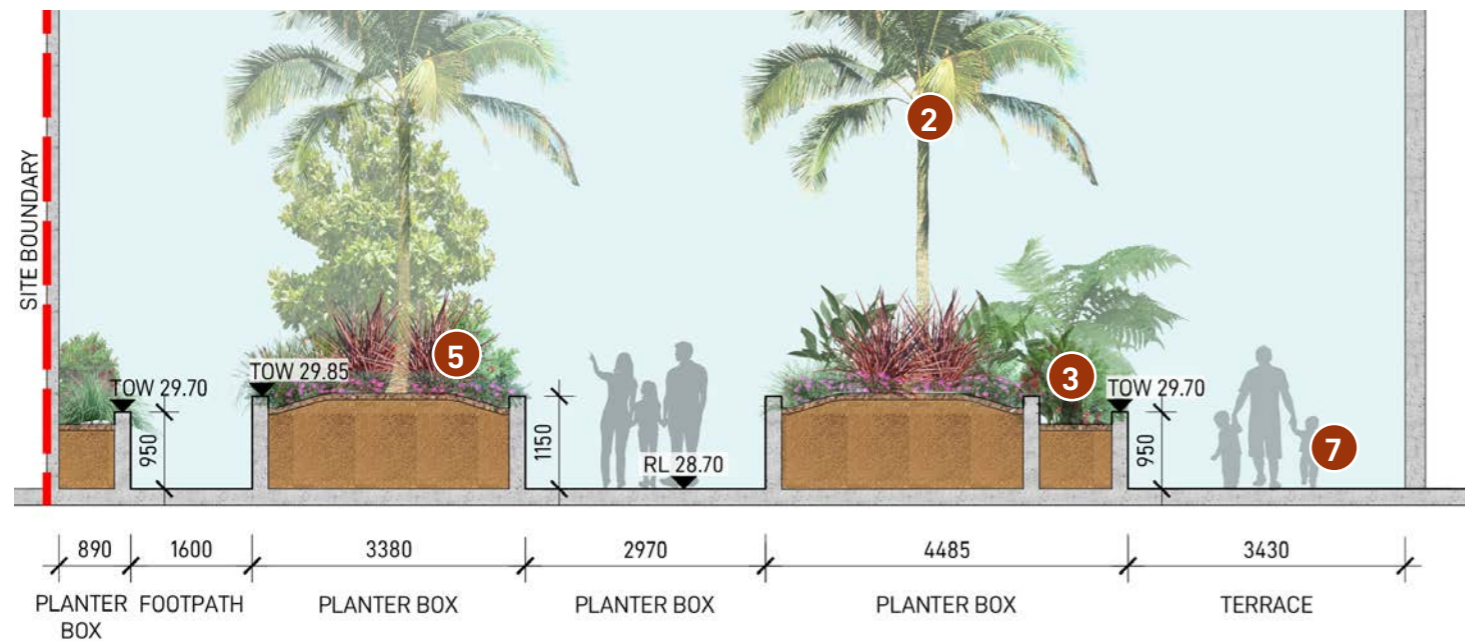 SITE BOUNDARY
2
5
3
7
TOW 29.70
TOW 29.85
TOW 29.70
950
1150
RL 28.70
950
890 1600 3380 2970 4485 3430
PLANTER BOX
FOOTPATH
PLANTER BOX
PLANTER BOX
PLANTER BOX
TERRACE